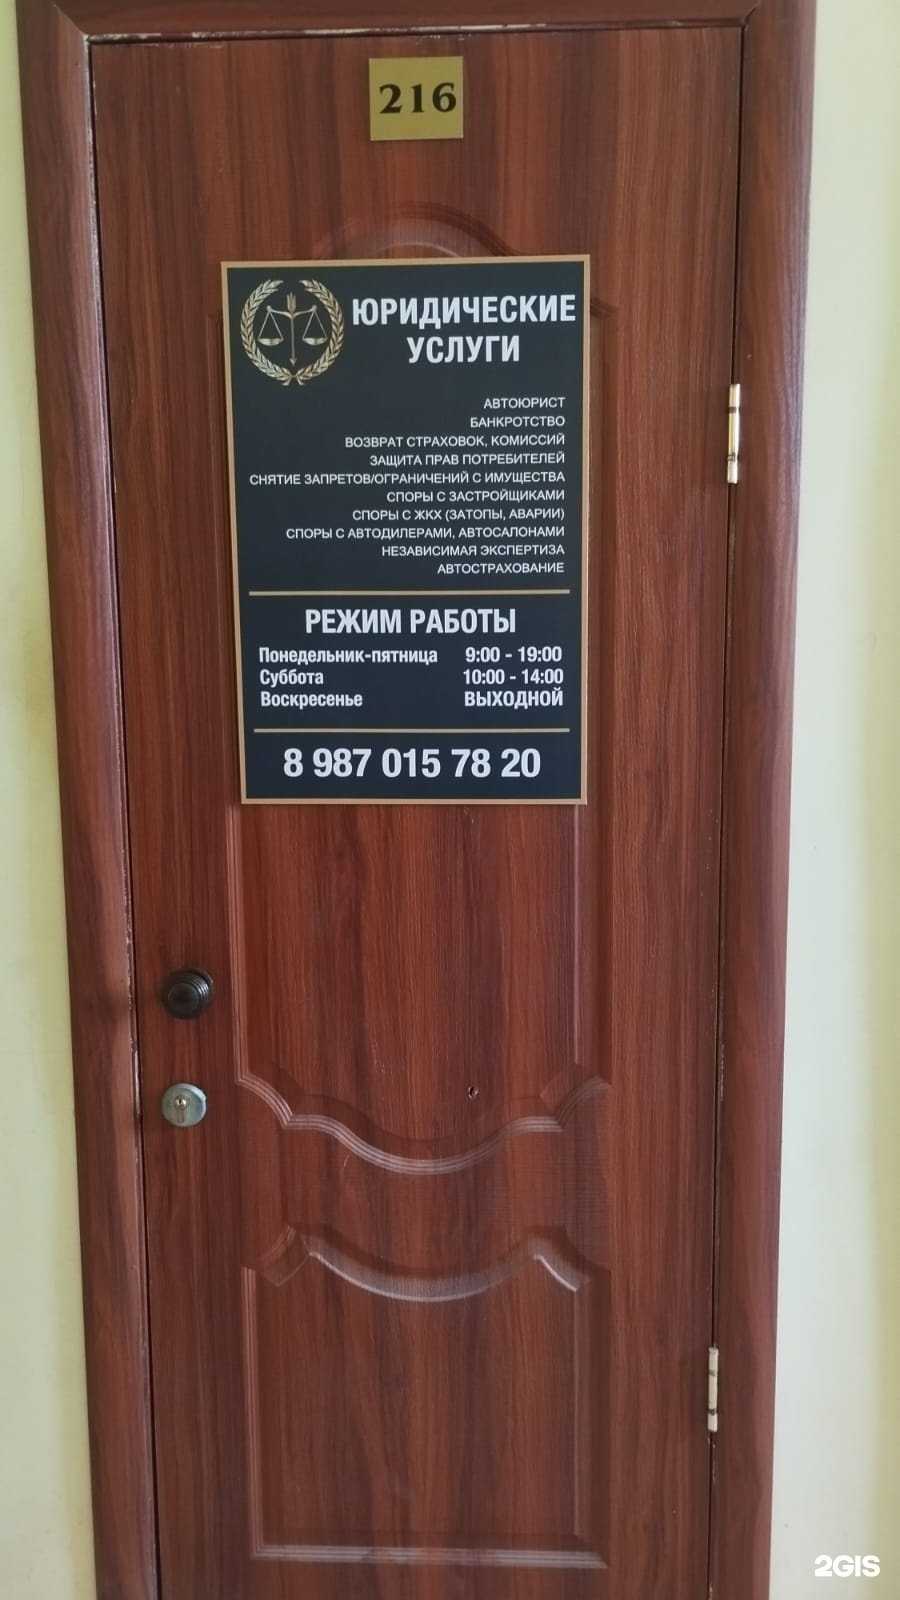 216
ЮРИДИЧЕСКИЕ
УСЛУГИ
АВТОЮРИСТ
БАНКРОТСТВО
ВОЗВРАТ СТРАХОВОК, КОМИССИЙ
ЗАЩИТА ПРАВ ПОТРЕБИТЕЛЕЙ
СНЯТИЕ ЗАПРЕТОВ/ОГРАНИЧЕНИЙ С ИМУЩЕСТВА
СПОРЫ С ЗАСТРОЙЩИКАМИ
СПОРЫ С ЖКХ (ЗАТОПЫ, АВАРИИ)
СПОРЫ С АВТОДИЛЕРАМИ, АВТОСАЛОНАМИ
НЕЗАВИСИМАЯ ЭКСПЕРТИЗА
АВТОСТРАХОВАНИЕ
РЕЖИМ РАБОТЫ
Понедельник-пятница 9:00 - 19:00
Суббота 10:00 - 14:00
Воскресенье ВЫХОДНОЙ
8 987 015 78 20
2GIS